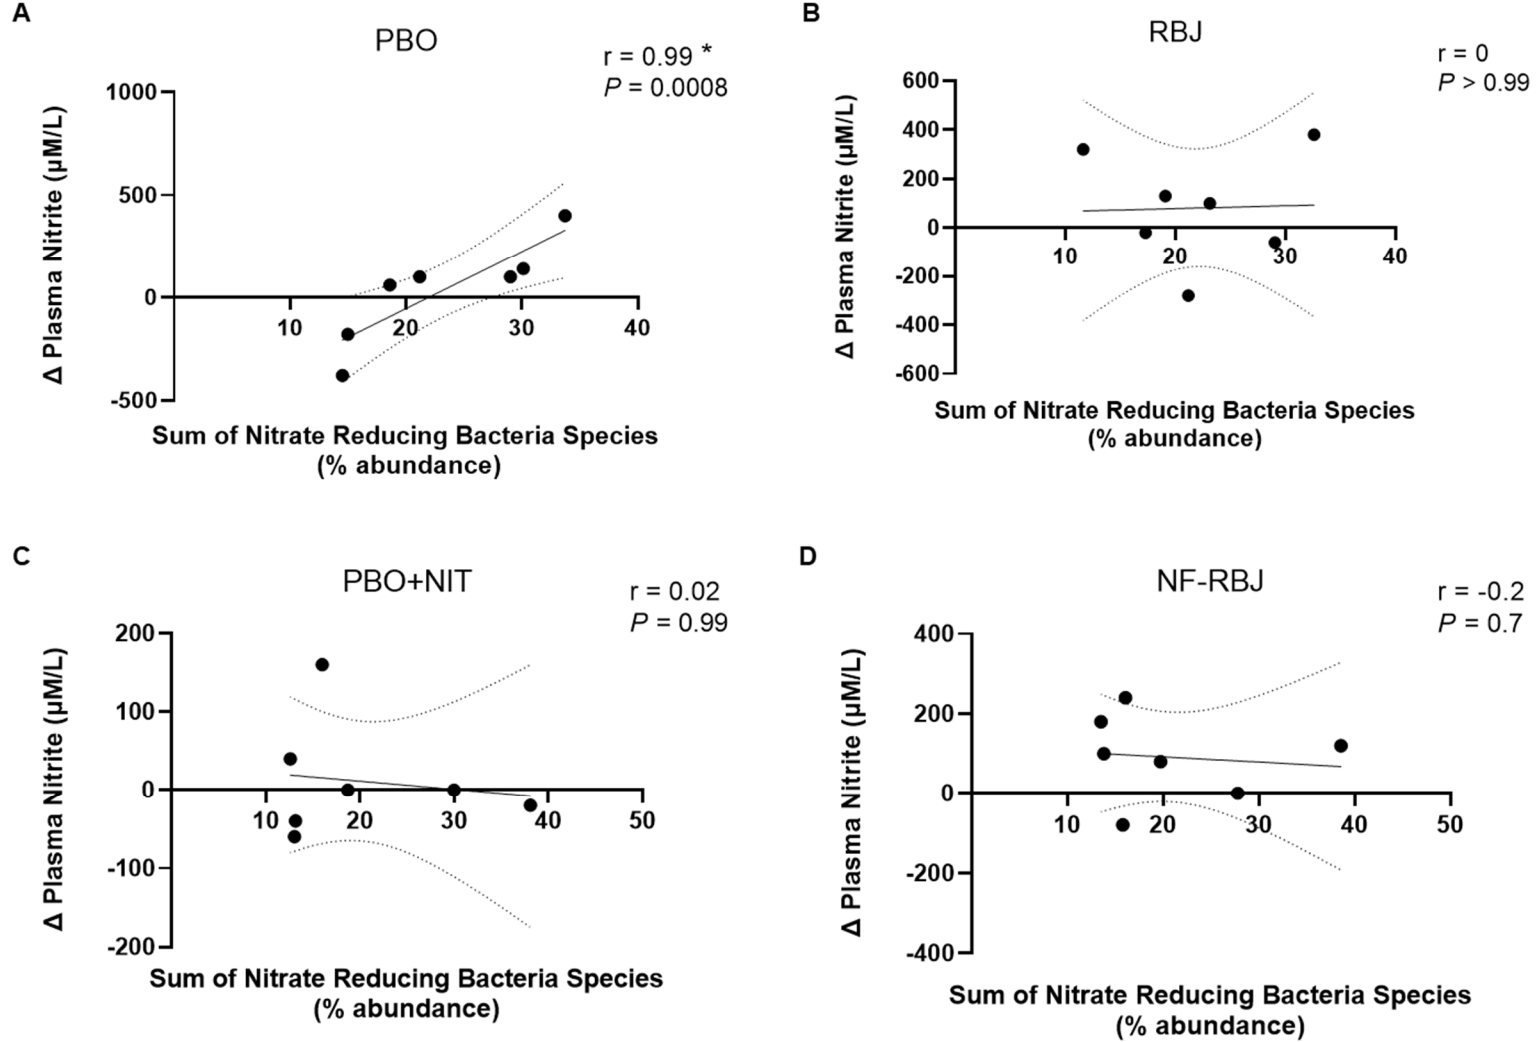 A
PBO
r = 0.99 *
P = 0.0008
Δ Plasma Nitrite (µM/L)
1000
500
0
-500
10
20
30
40
Sum of Nitrate Reducing Bacteria Species
(% abundance)
B
RBJ
r = 0
P > 0.99
Δ Plasma Nitrite (µM/L)
600
400
200
0
-200
-400
-600
10
20
30
40
Sum of Nitrate Reducing Bacteria Species
(% abundance)
C
PBO+NIT
r = 0.02
P = 0.99
Δ Plasma Nitrite (µM/L)
200
100
0
-100
-200
10
20
30
40
50
Sum of Nitrate Reducing Bacteria Species
(% abundance)
D
NF-RBJ
r = -0.2
P = 0.7
Δ Plasma Nitrite (µM/L)
400
200
0
-200
-400
10
20
30
40
50
Sum of Nitrate Reducing Bacteria Species
(% abundance)